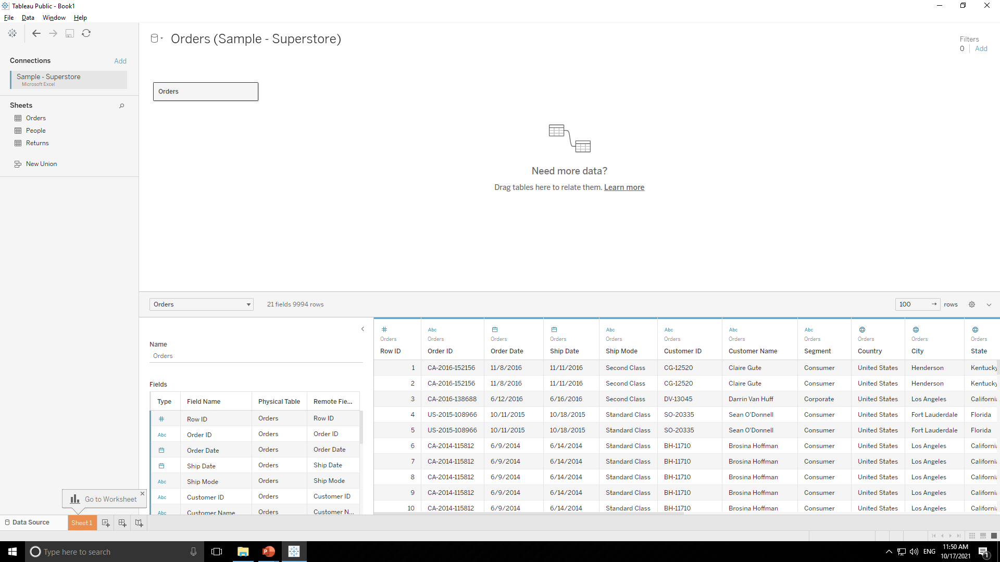 Tableau Public - Book1
File Data Window Help
Connections Add
Sample - Superstore
Microsoft Excel
Sheets
Orders
People
Returns
New Union
Orders (Sample - Superstore)
Filters
0 Add
Orders
Need more data?
Drag tables here to relate them. Learn more
Orders 21 fields 9994 rows 100 rows
Name
Orders
Fields
Type Field Name Physical Table Remote Fie...
# Row ID Orders Row ID
Abc Order ID Orders Order ID
Order Date Orders Order Date
Ship Date Orders Ship Date
Abc Ship Mode Orders Ship Mode
Abc Customer ID Orders Customer ID
Abc Customer Name Orders Customer N...
# Abc Abc Abc Abc Abc
Orders Orders Orders Orders Orders Orders Orders Orders Orders Orders Orders
Row ID Order ID Order Date Ship Date Ship Mode Customer ID Customer Name Segment Country City State
1 CA-2016-152156 11/8/2016 11/11/2016 Second Class CG-12520 Claire Gute Consumer United States Henderson Kentucky
2 CA-2016-152156 11/8/2016 11/11/2016 Second Class CG-12520 Claire Gute Consumer United States Henderson Kentucky
3 CA-2016-138688 6/12/2016 6/16/2016 Second Class DV-13045 Darrin Van Huff Corporate United States Los Angeles California
4 US-2015-108966 10/11/2015 10/18/2015 Standard Class SO-20335 Sean O'Donnell Consumer United States Fort Lauderdale Florida
5 US-2015-108966 10/11/2015 10/18/2015 Standard Class SO-20335 Sean O'Donnell Consumer United States Fort Lauderdale Florida
6 CA-2014-115812 6/9/2014 6/14/2014 Standard Class BH-11710 Brosina Hoffman Consumer United States Los Angeles California
7 CA-2014-115812 6/9/2014 6/14/2014 Standard Class BH-11710 Brosina Hoffman Consumer United States Los Angeles California
8 CA-2014-115812 6/9/2014 6/14/2014 Standard Class BH-11710 Brosina Hoffman Consumer United States Los Angeles California
9 CA-2014-115812 6/9/2014 6/14/2014 Standard Class BH-11710 Brosina Hoffman Consumer United States Los Angeles California
10 CA-2014-115812 6/9/2014 6/14/2014 Standard Class BH-11710 Brosina Hoffman Consumer United States Los Angeles California
Go to Worksheet
Data Source Sheet 1
Type here to search
ENG
11:50 AM
10/17/2021
1